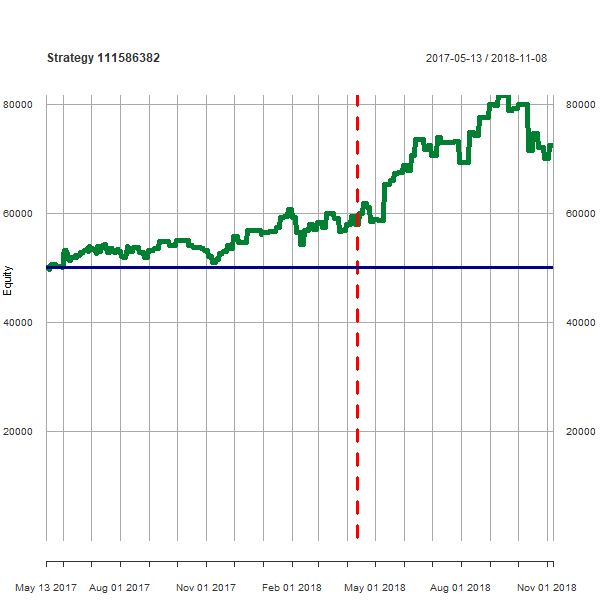 Strategy 111586382 2017-05-13 / 2018-11-08
80000 80000
60000 60000
Equity
40000 40000
20000 20000
May 13 2017 Aug 01 2017 Nov 01 2017 Feb 01 2018 May 01 2018 Aug 01 2018 Nov 01 2018